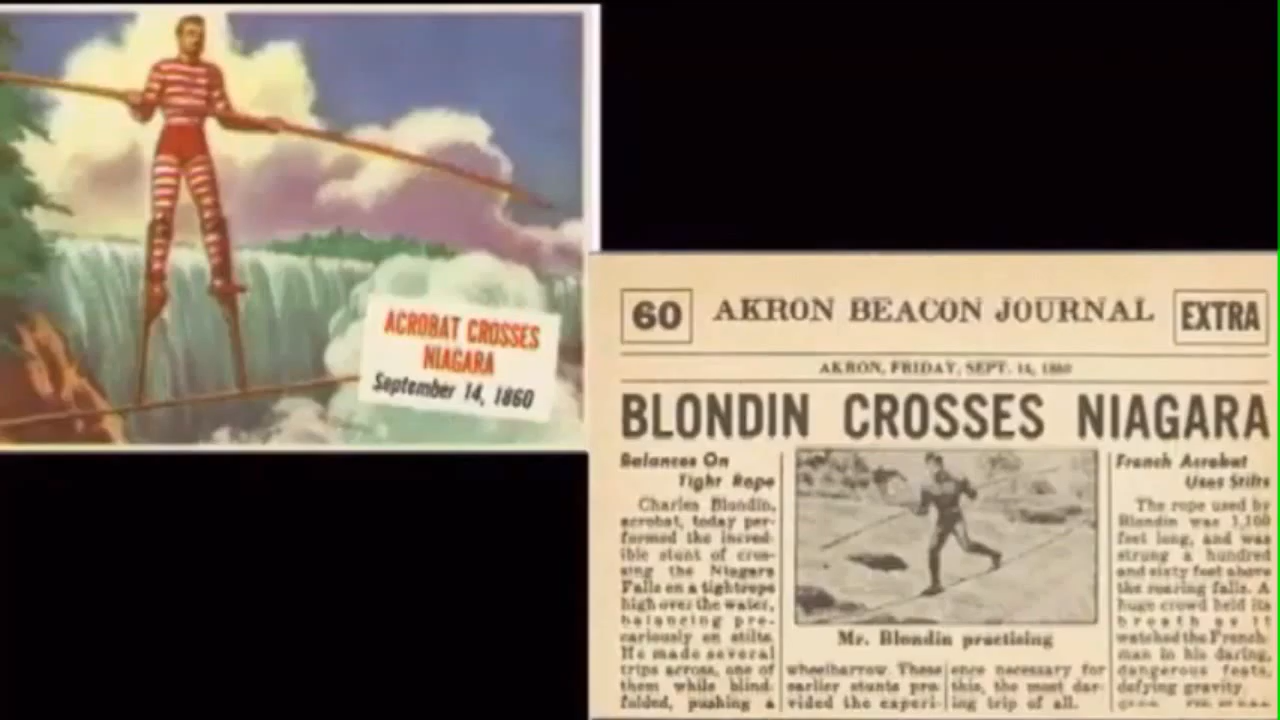 ACROBAT CROSSES
NIAGARA
September 14, 1860
60
AKRON BEACON JOURNAL
EXTRA
AKRON, FRIDAY, SEPT. 14, 1860
BLONDIN CROSSES NIAGARA
Balances On
Tight Rope
Charles Blondin,
acrobat, today per-
formed the incred-
ible stunt of cros-
sing the Niagara
Falls on a tightrope
high over the water,
balancing pre-
cariously on stilts.
He made several
trips across, one of
them while blind-
folded, pushing a
Mr. Blondin practising
wheelbarrow. These
earlier stunts pro-
vided the experi-
ence necessary for
this, the most dar-
ing trip of all.
French Acrobat
Uses Stilts
The rope used by
Blondin was 1,100
feet long, and was
strung a hundred
and sixty feet above
the roaring falls. A
huge crowd held its
breath as it
watched the French-
man in his daring,
dangerous feats,
defying gravity.